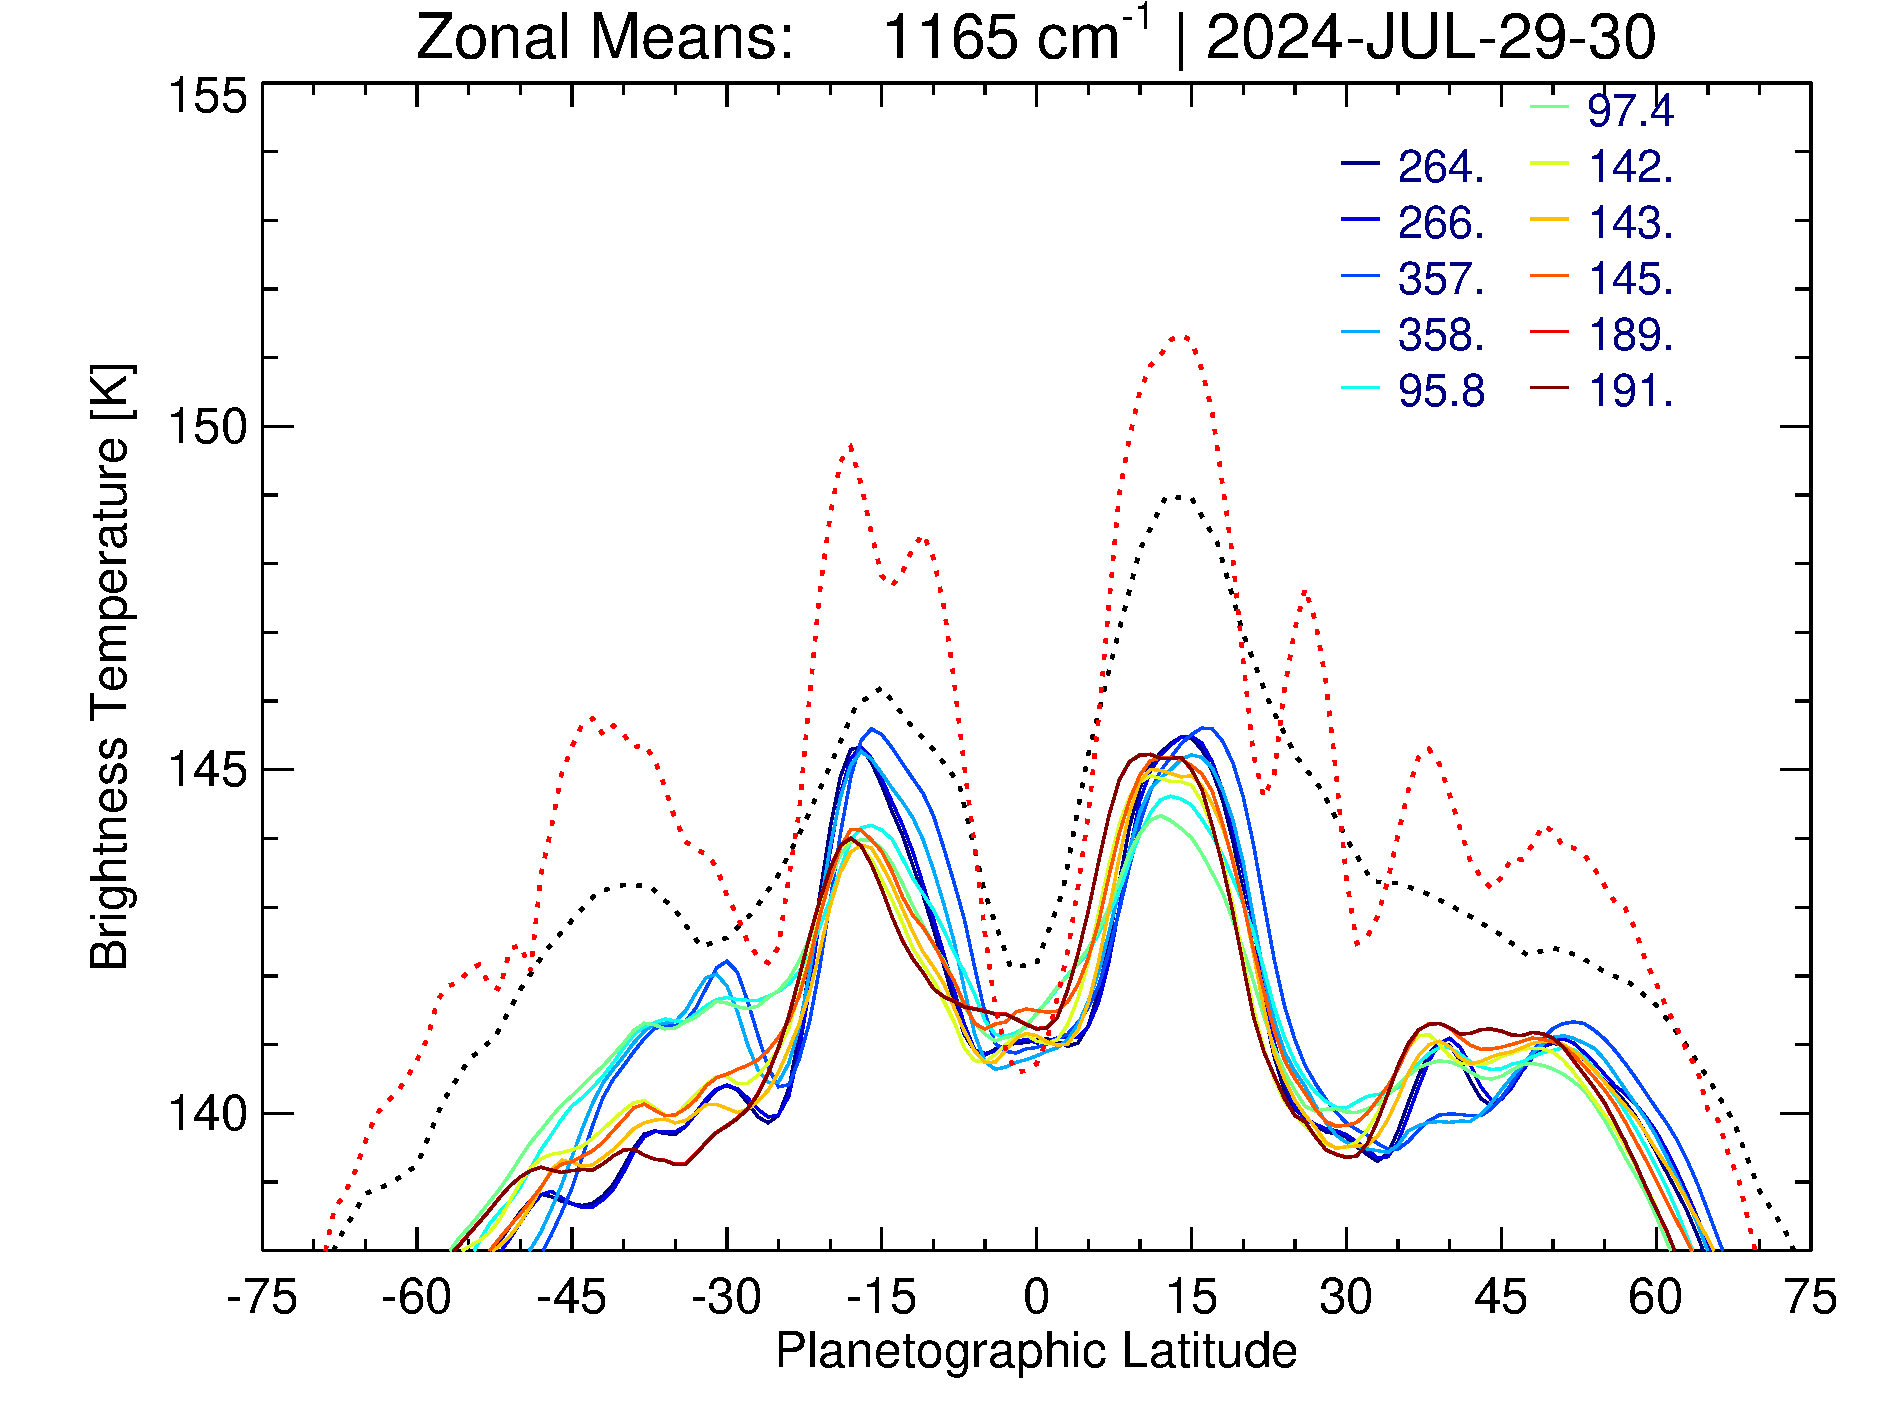 Zonal Means: 1165 cm-1 | 2024-JUL-29-30
155
150
145
140
Brightness Temperature [K]
97.4
264. 142.
266. 143.
357. 145.
358. 189.
95.8 191.
-75 -60 -45 -30 -15 0 15 30 45 60 75
Planetographic Latitude